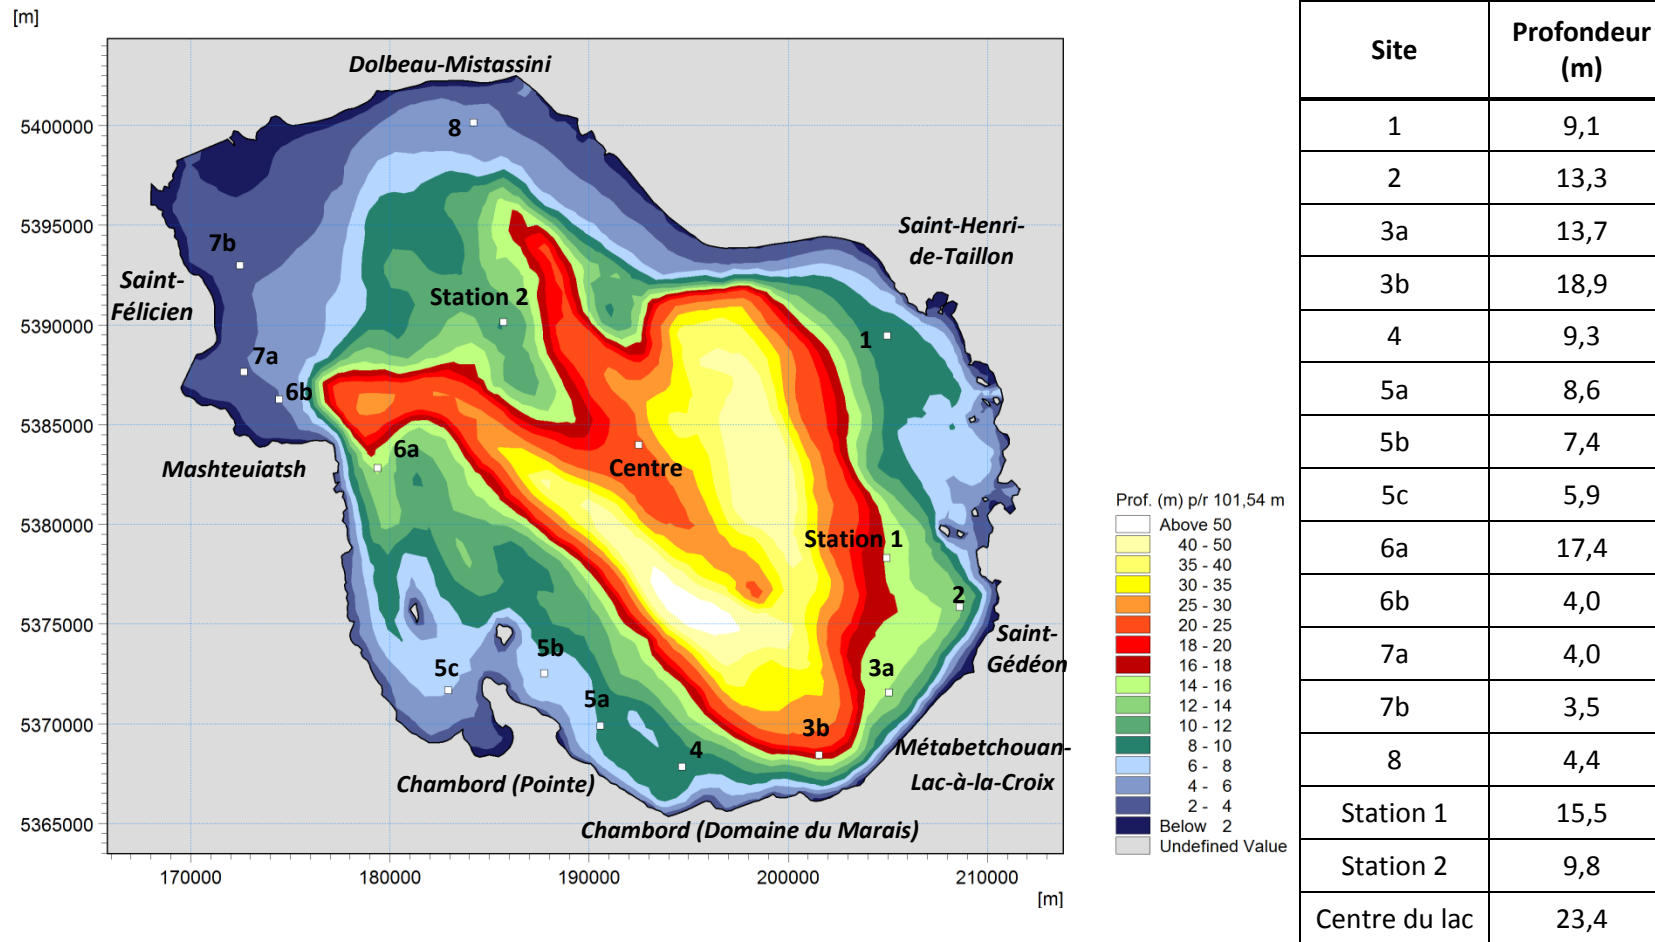 [m]
Dolbeau-Mistassini
5400000
8
5395000
Saint-Henri-
de-Taillon
7b
Saint-
Félicien
Station 2
5390000
1
7a
6b
5385000
6a
Mashteuiatsh
Centre
5380000
Station 1
2
5375000
Saint-
Gédéon
5b
3a
5c
5a
5370000
3b
4
Métabetchouan-
Lac-à-la-Croix
Chambord (Pointe)
5365000
Chambord (Domaine du Marais)
170000 180000 190000 200000 210000
[m]
Prof. (m) p/r 101,54 m
Above 50
40 - 50
35 - 40
30 - 35
25 - 30
20 - 25
18 - 20
16 - 18
14 - 16
12 - 14
10 - 12
8 - 10
6 - 8
4 - 6
2 - 4
Below 2
Undefined Value
Site Profondeur
(m)
1 9,1
2 13,3
3a 13,7
3b 18,9
4 9,3
5a 8,6
5b 7,4
5c 5,9
6a 17,4
6b 4,0
7a 4,0
7b 3,5
8 4,4
Station 1 15,5
Station 2 9,8
Centre du lac 23,4